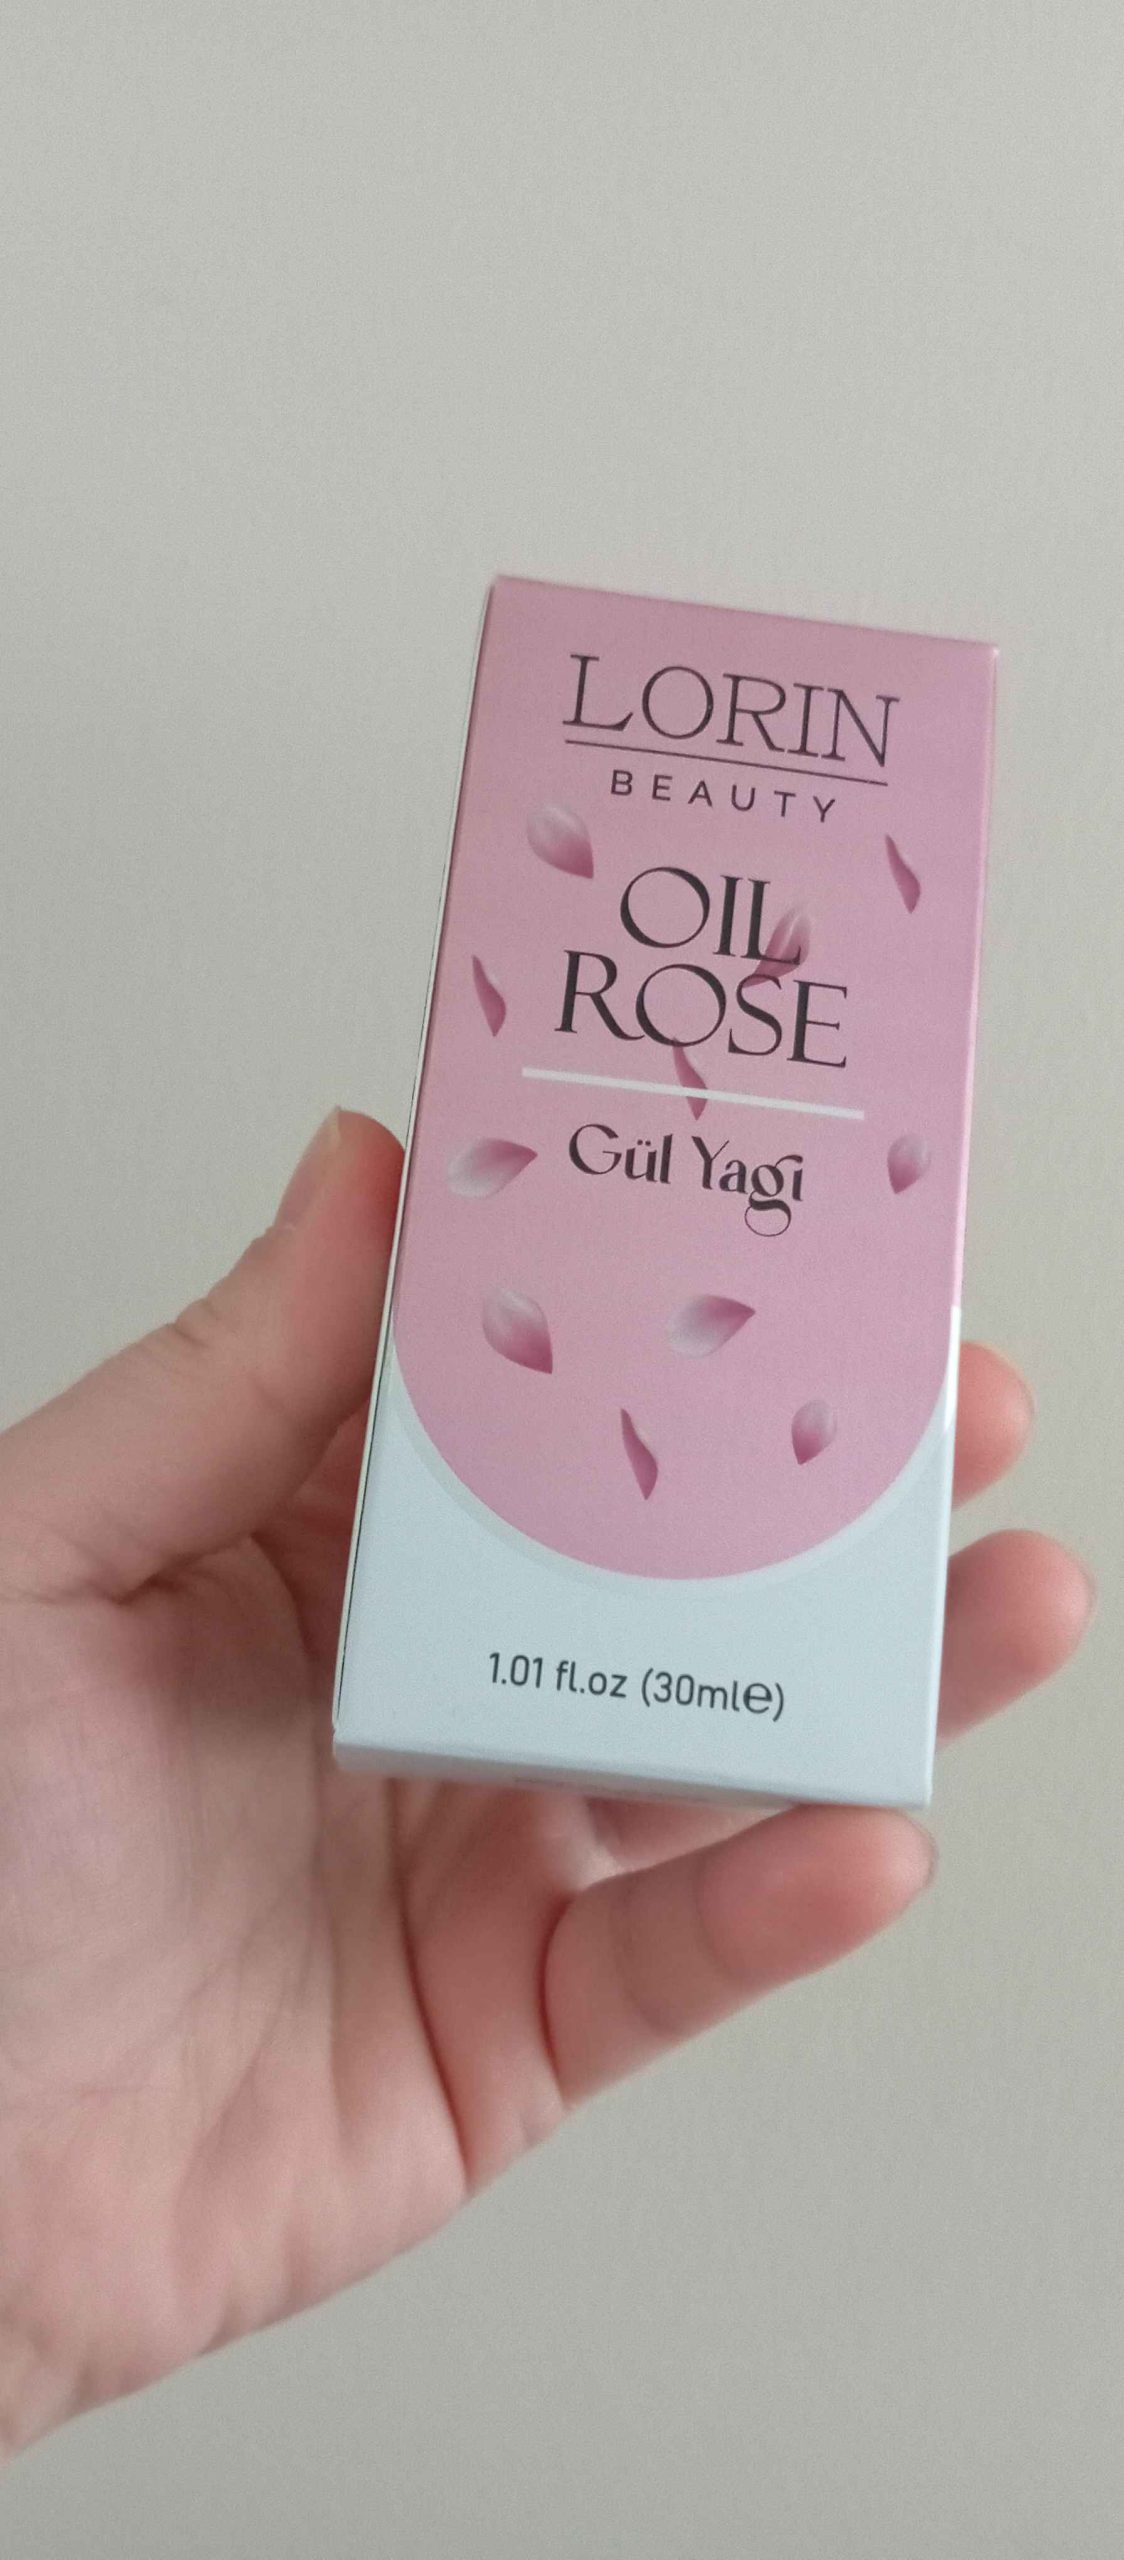 LORIN
BEAUTY
OIL
ROSE
Gül Yagi
1.01 fl.oz (30ml℮)